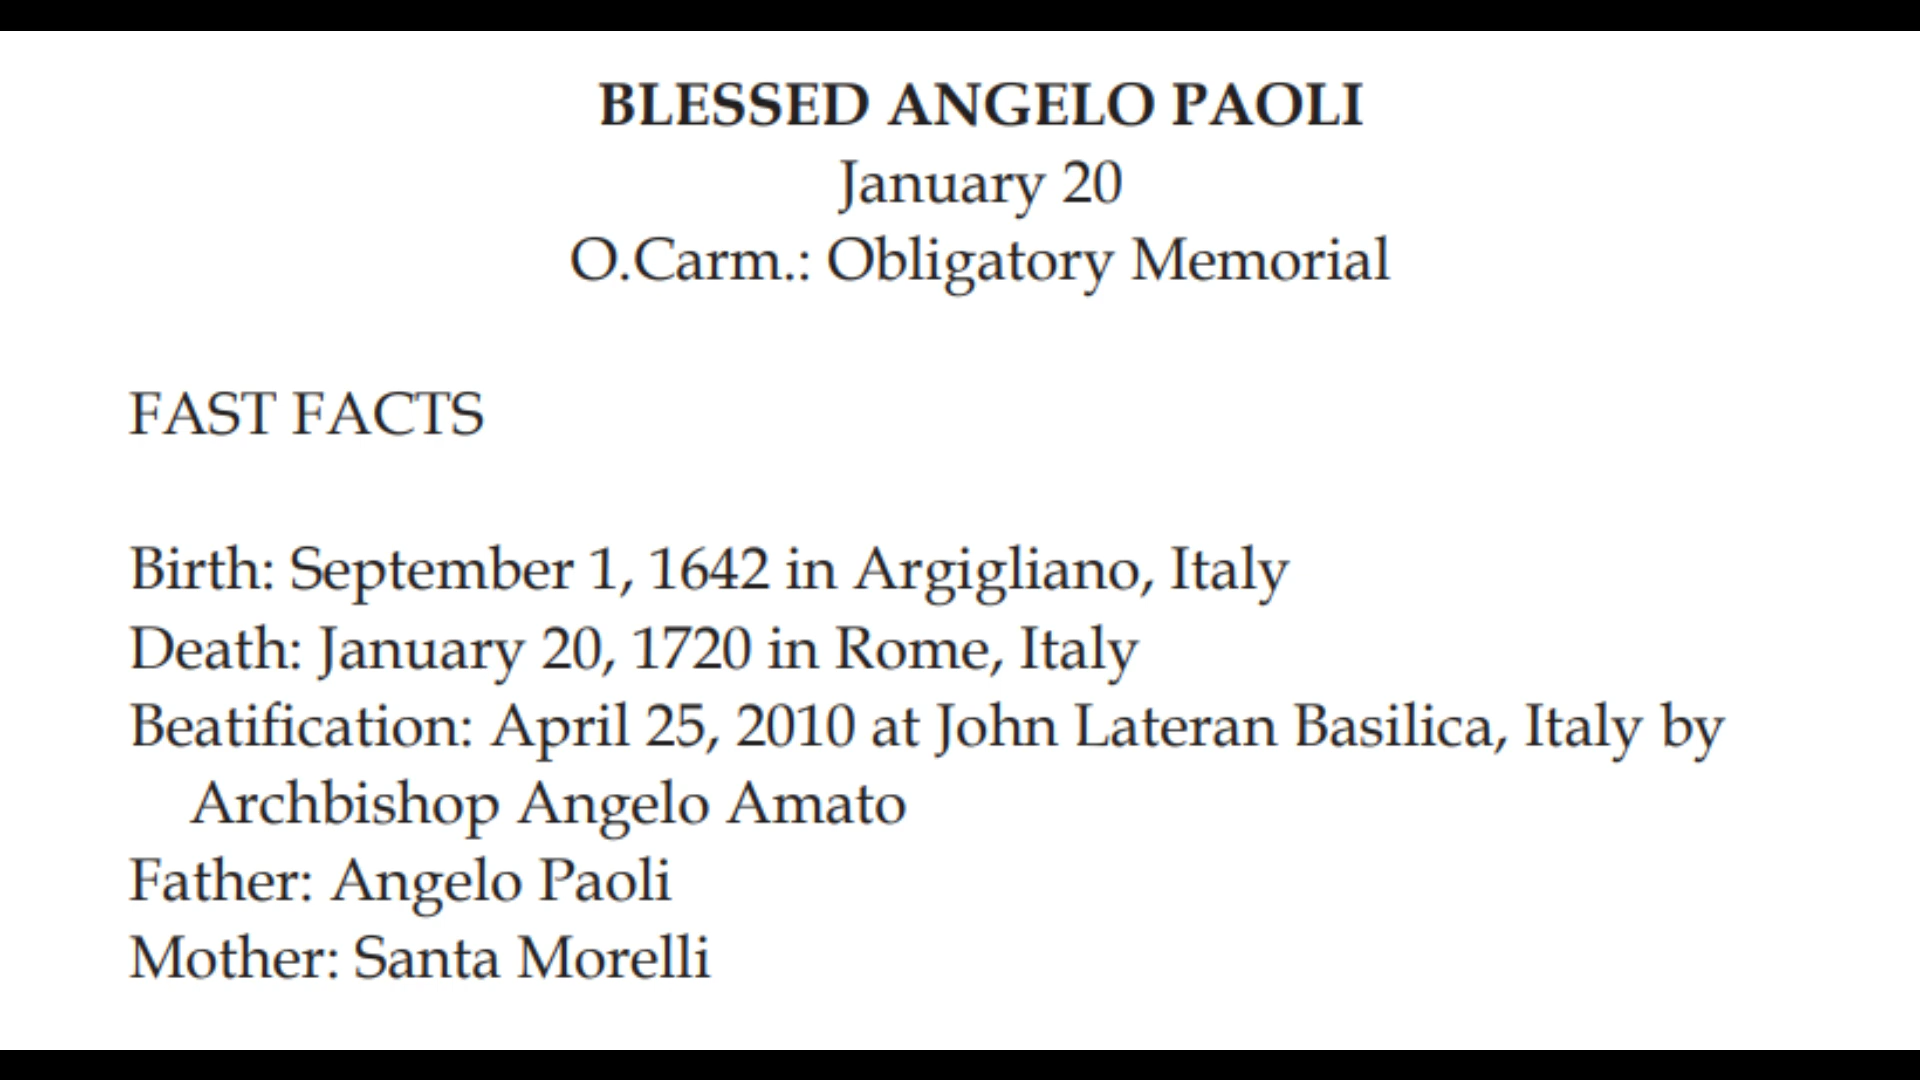 BLESSED ANGELO PAOLI
January 20
O.Carm.: Obligatory Memorial
FAST FACTS
Birth: September 1, 1642 in Argigliano, Italy
Death: January 20, 1720 in Rome, Italy
Beatification: April 25, 2010 at John Lateran Basilica, Italy by
Archbishop Angelo Amato
Father: Angelo Paoli
Mother: Santa Morelli